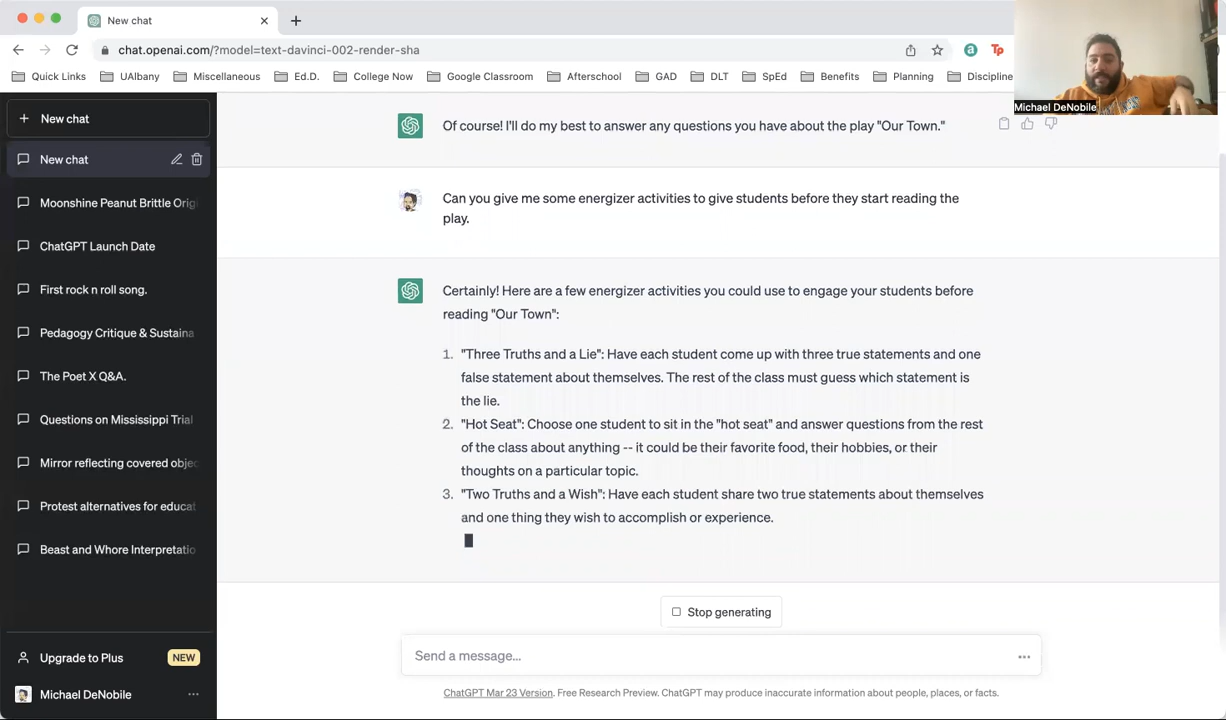 New chat
chat.openai.com/?model=text-davinci-002-render-sha
Quick Links UAlbany Miscellaneous Ed.D. College Now Google Classroom Afterschool GAD DLT SpEd Benefits Planning Discipline
Michael DeNobile
New chat
New chat
Moonshine Peanut Brittle Orig
ChatGPT Launch Date
First rock n roll song.
Pedagogy Critique & Sustaina
The Poet X Q&A.
Questions on Mississippi Trial
Mirror reflecting covered obje
Protest alternatives for educat
Beast and Whore Interpretatio
Upgrade to Plus NEW
Michael DeNobile
Of course! I'll do my best to answer any questions you have about the play "Our Town."
Can you give me some energizer activities to give students before they start reading the
play.
Certainly! Here are a few energizer activities you could use to engage your students before
reading "Our Town":
1. "Three Truths and a Lie": Have each student come up with three true statements and one
false statement about themselves. The rest of the class must guess which statement is
the lie.
2. "Hot Seat": Choose one student to sit in the "hot seat" and answer questions from the rest
of the class about anything -- it could be their favorite food, their hobbies, or their
thoughts on a particular topic.
3. "Two Truths and a Wish": Have each student share two true statements about themselves
and one thing they wish to accomplish or experience.
Stop generating
Send a message...
ChatGPT Mar 23 Version. Free Research Preview. ChatGPT may produce inaccurate information about people, places, or facts.